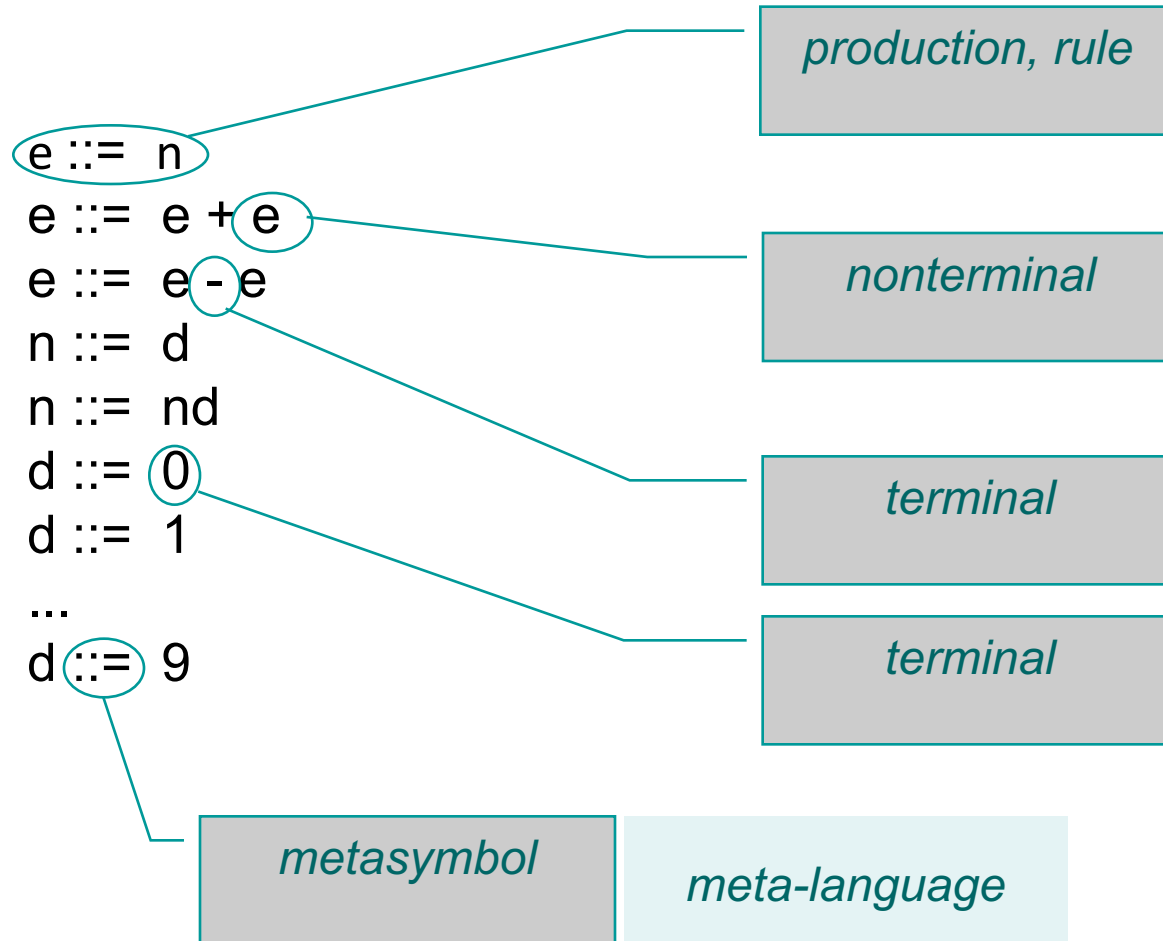 production, rule
e ::= n
e ::= e + e
nonterminal
e ::= e - e
n ::= d
n ::= nd
d ::= 0
terminal
d ::= 1
...
terminal
d ::= 9
metasymbol
meta-language